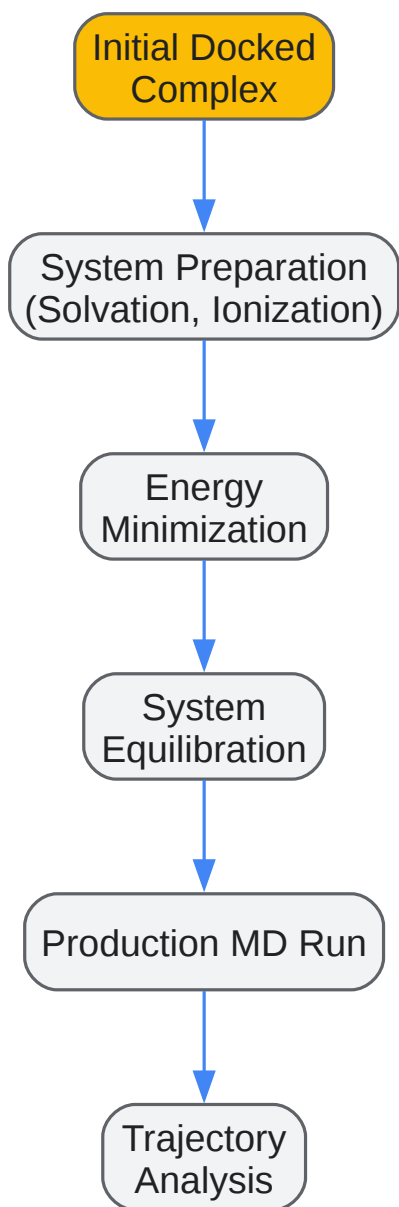 Initial Docked
Complex
System Preparation
(Solvation, Ionization)
Energy
Minimization
System
Equilibration
Production MD Run
Trajectory
Analysis